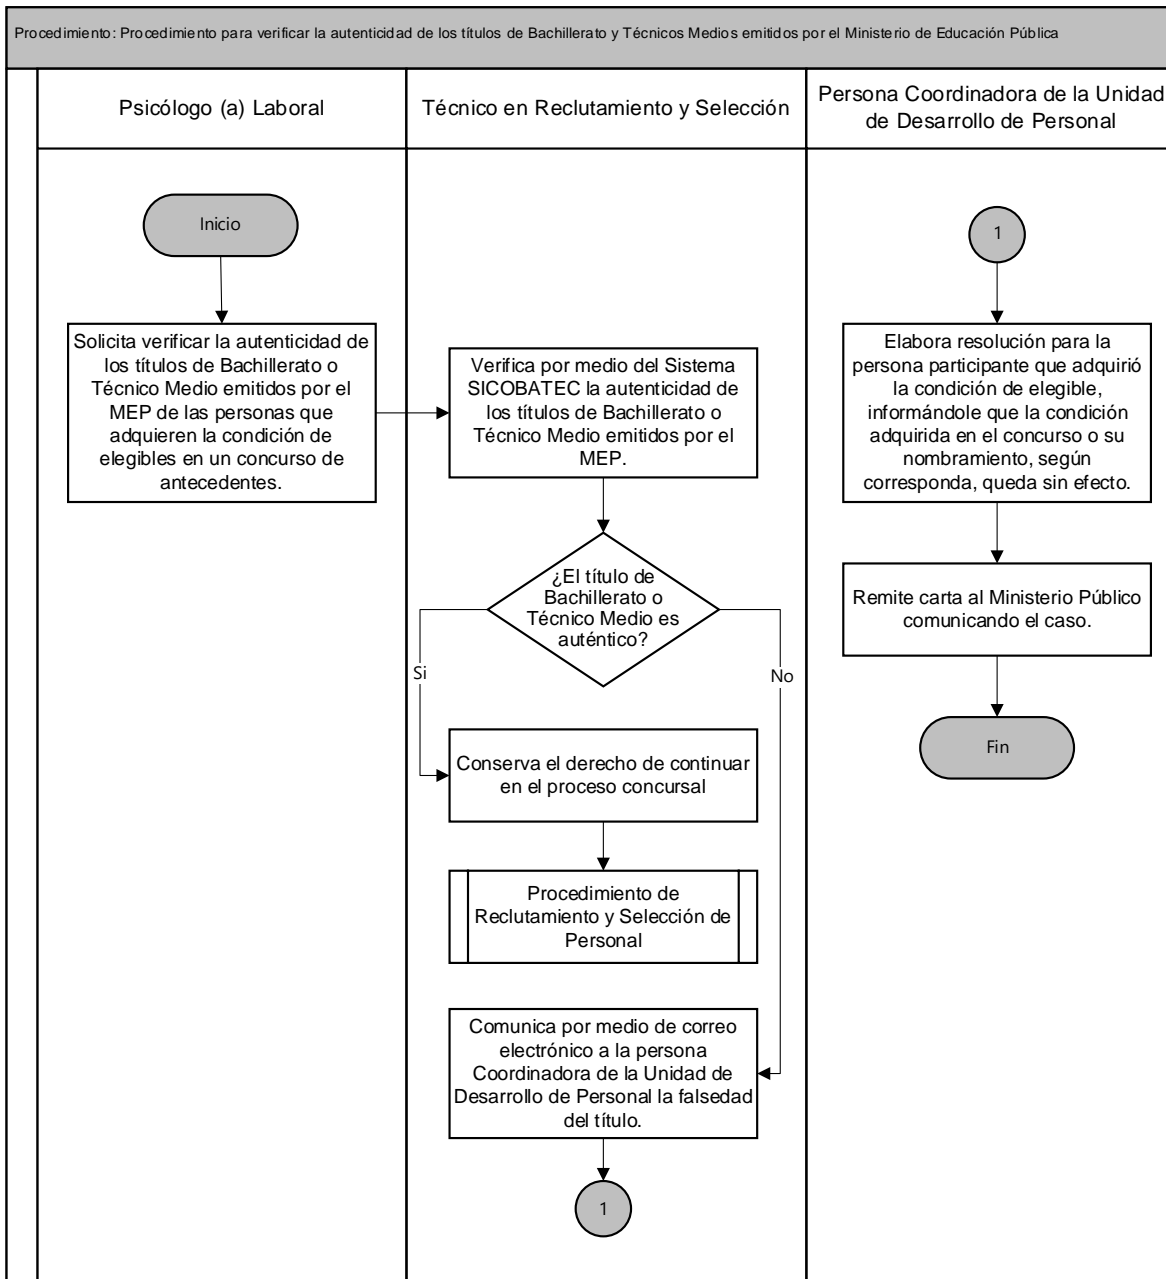 Procedimiento: Procedimiento para verificar la autenticidad de los títulos de Bachillerato y Técnicos Medios emitidos por el Ministerio de Educación Pública
Psicólogo (a) Laboral
Técnico en Reclutamiento y Selección
Persona Coordinadora de la Unidad
de Desarrollo de Personal
Inicio
Solicita verificar la autenticidad de
los títulos de Bachillerato o
Técnico Medio emitidos por el
MEP de las personas que
adquieren la condición de
elegibles en un concurso de
antecedentes.
Verifica por medio del Sistema
SICOBATEC la autenticidad de
los títulos de Bachillerato o
Técnico Medio emitidos por el
MEP.
¿El título de
Bachillerato o
Técnico Medio es
auténtico?
Si
No
Conserva el derecho de continuar
en el proceso concursal
Procedimiento de
Reclutamiento y Selección de
Personal
Comunica por medio de correo
electrónico a la persona
Coordinadora de la Unidad de
Desarrollo de Personal la falsedad
del título.
1
1
Elabora resolución para la
persona participante que adquirió
la condición de elegible,
informándole que la condición
adquirida en el concurso o su
nombramiento, según
corresponda, queda sin efecto.
Remite carta al Ministerio Público
comunicando el caso.
Fin